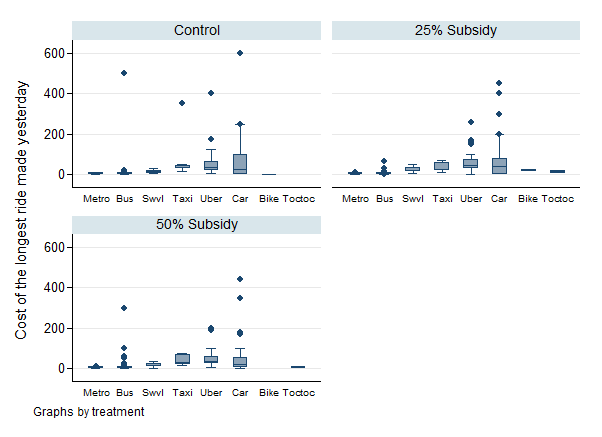 Cost of the longest ride made yesterday
Control
25% Subsidy
600
400
200
0
Metro Bus Swvl Taxi Uber Car Bike Toctoc
Metro Bus Swvl Taxi Uber Car Bike Toctoc
50% Subsidy
600
400
200
0
Metro Bus Swvl Taxi Uber Car Bike Toctoc
Graphs by treatment